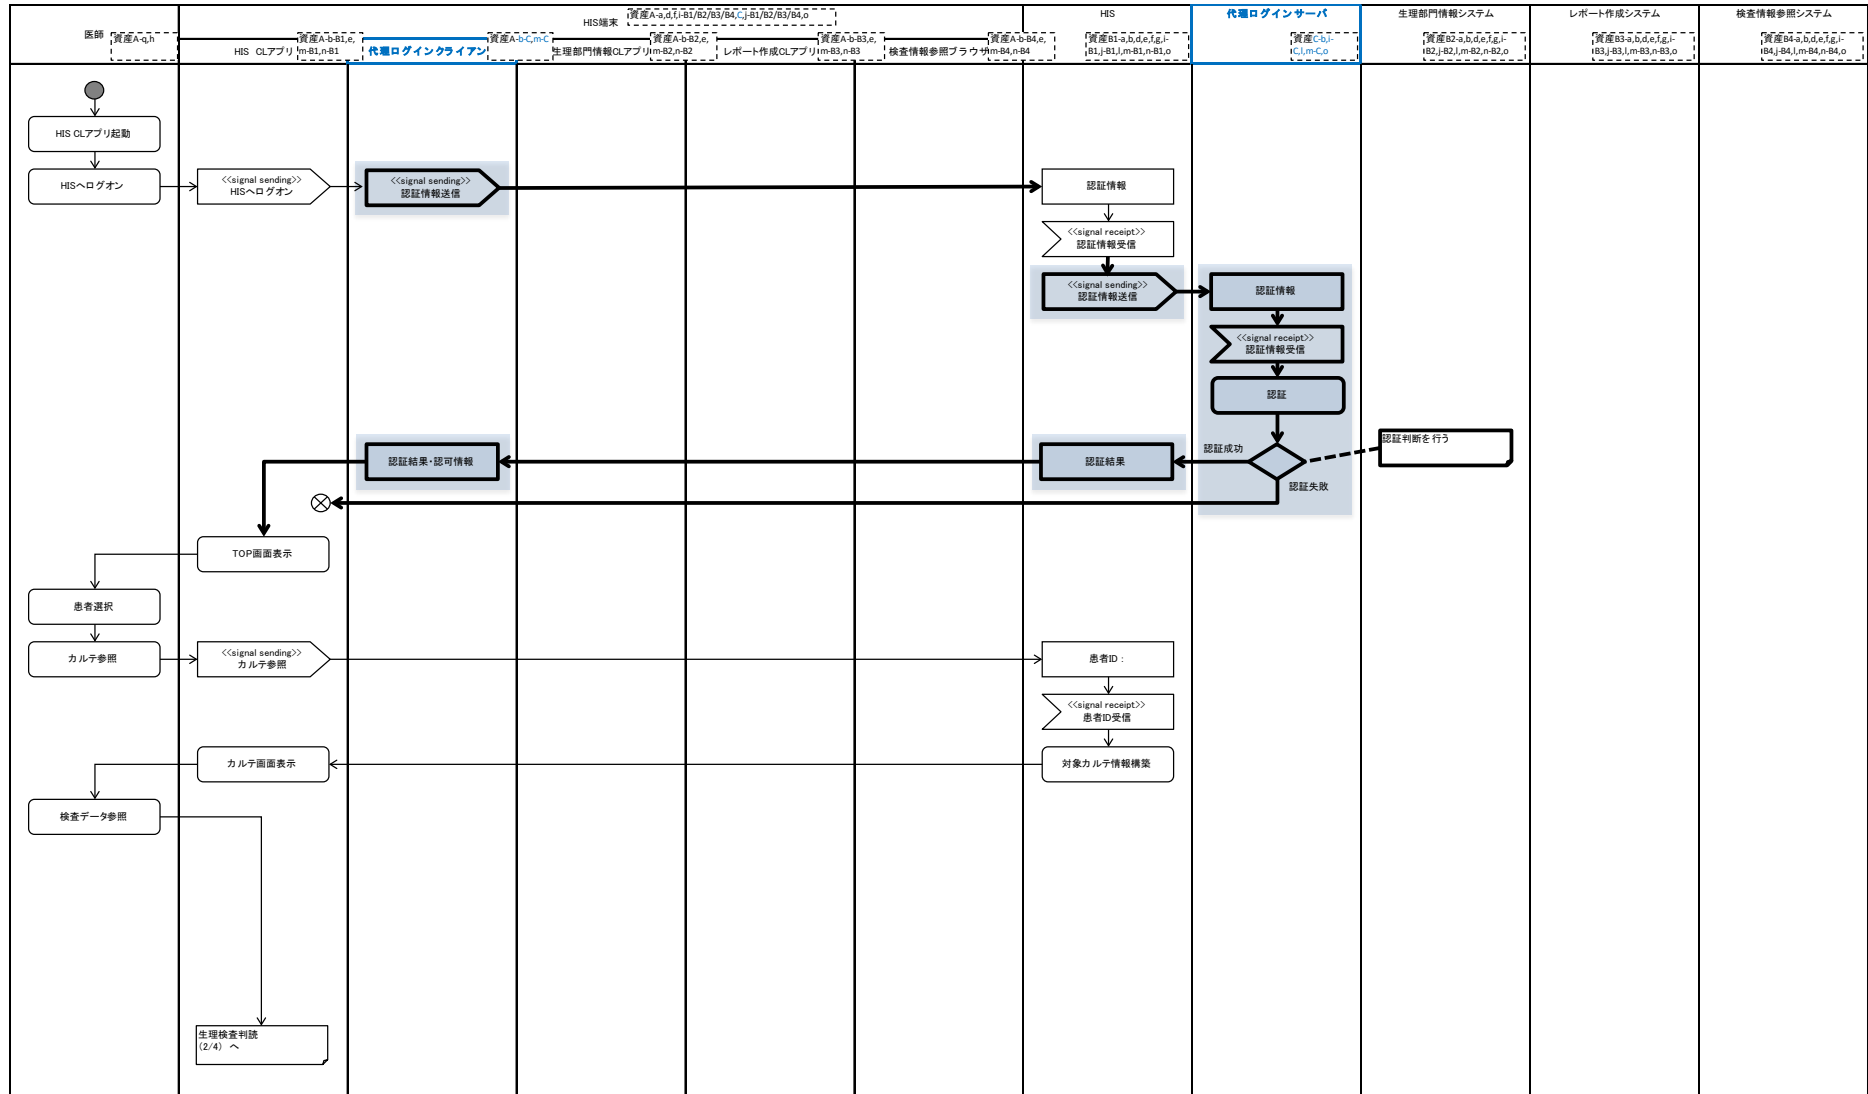 医師
資産A-q,h
HIS端末
資産A-a,d,f,i-B1/B2/B3/B4,C,j-B1/B2/B3/B4,o
HIS CLアプリ
資産A-b-B1,e,
m-B1,n-B1
代理ログインクライアン
資産A-b-C,m-C
生理部門情報CLアプリ
資産A-b-B2,e,
m-B2,n-B2
レポート作成CLアプリ
資産A-b-B3,e,
m-B3,n-B3
検査情報参照ブラウザ
資産A-b-B4,e,
m-B4,n-B4
HIS
資産B1-a,b,d,e,f,g,i-
B1,j-B1,l,m-B1,n-B1,o
代理ログインサーバ
資産C-b,i-
C,l,m-C,o
生理部門情報システム
資産B2-a,b,d,e,f,g,i-
B2,j-B2,l,m-B2,n-B2,o
レポート作成システム
資産B3-a,b,d,e,f,g,i-
B3,j-B3,l,m-B3,n-B3,o
検査情報参照システム
資産B4-a,b,d,e,f,g,i-
B4,j-B4,l,m-B4,n-B4,o
HIS CLアプリ起動
HISへログオン
<<signal sending>>
HISへログオン
<<signal sending>>
認証情報送信
認証情報
<<signal receipt>>
認証情報受信
<<signal sending>>
認証情報送信
認証情報
<<signal receipt>>
認証情報受信
認証
認証判断を行う
認証成功
認証結果
認証結果・認可情報
認証失敗
TOP画面表示
患者選択
カルテ参照
<<signal sending>>
カルテ参照
患者ID：
<<signal receipt>>
患者ID受信
対象カルテ情報構築
カルテ画面表示
検査データ参照
生理検査判読
（2/4） へ